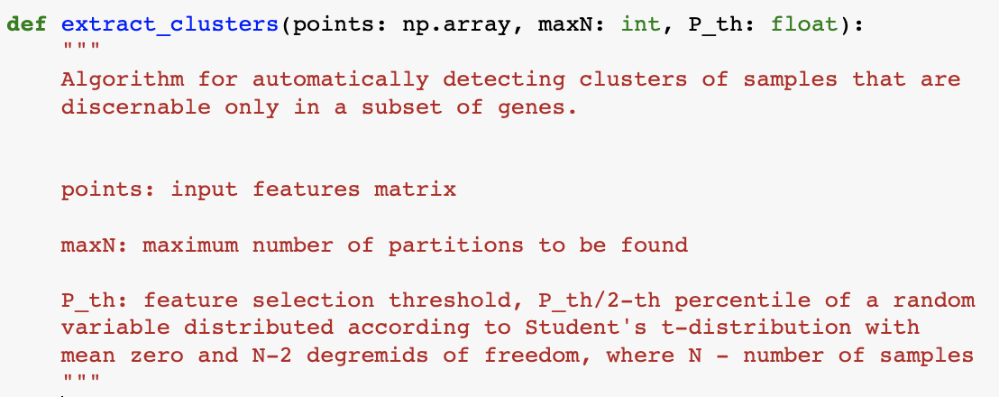 def extract_clusters(points: np.array, maxN: int, P_th: float):
"""
Algorithm for automatically detecting clusters of samples that are
discernable only in a subset of genes.
points: input features matrix
maxN: maximum number of partitions to be found
P_th: feature selection threshold, P_th/2-th percentile of a random
variable distributed according to Student's t-distribution with
mean zero and N-2 degremids of freedom, where N - number of samples
"""